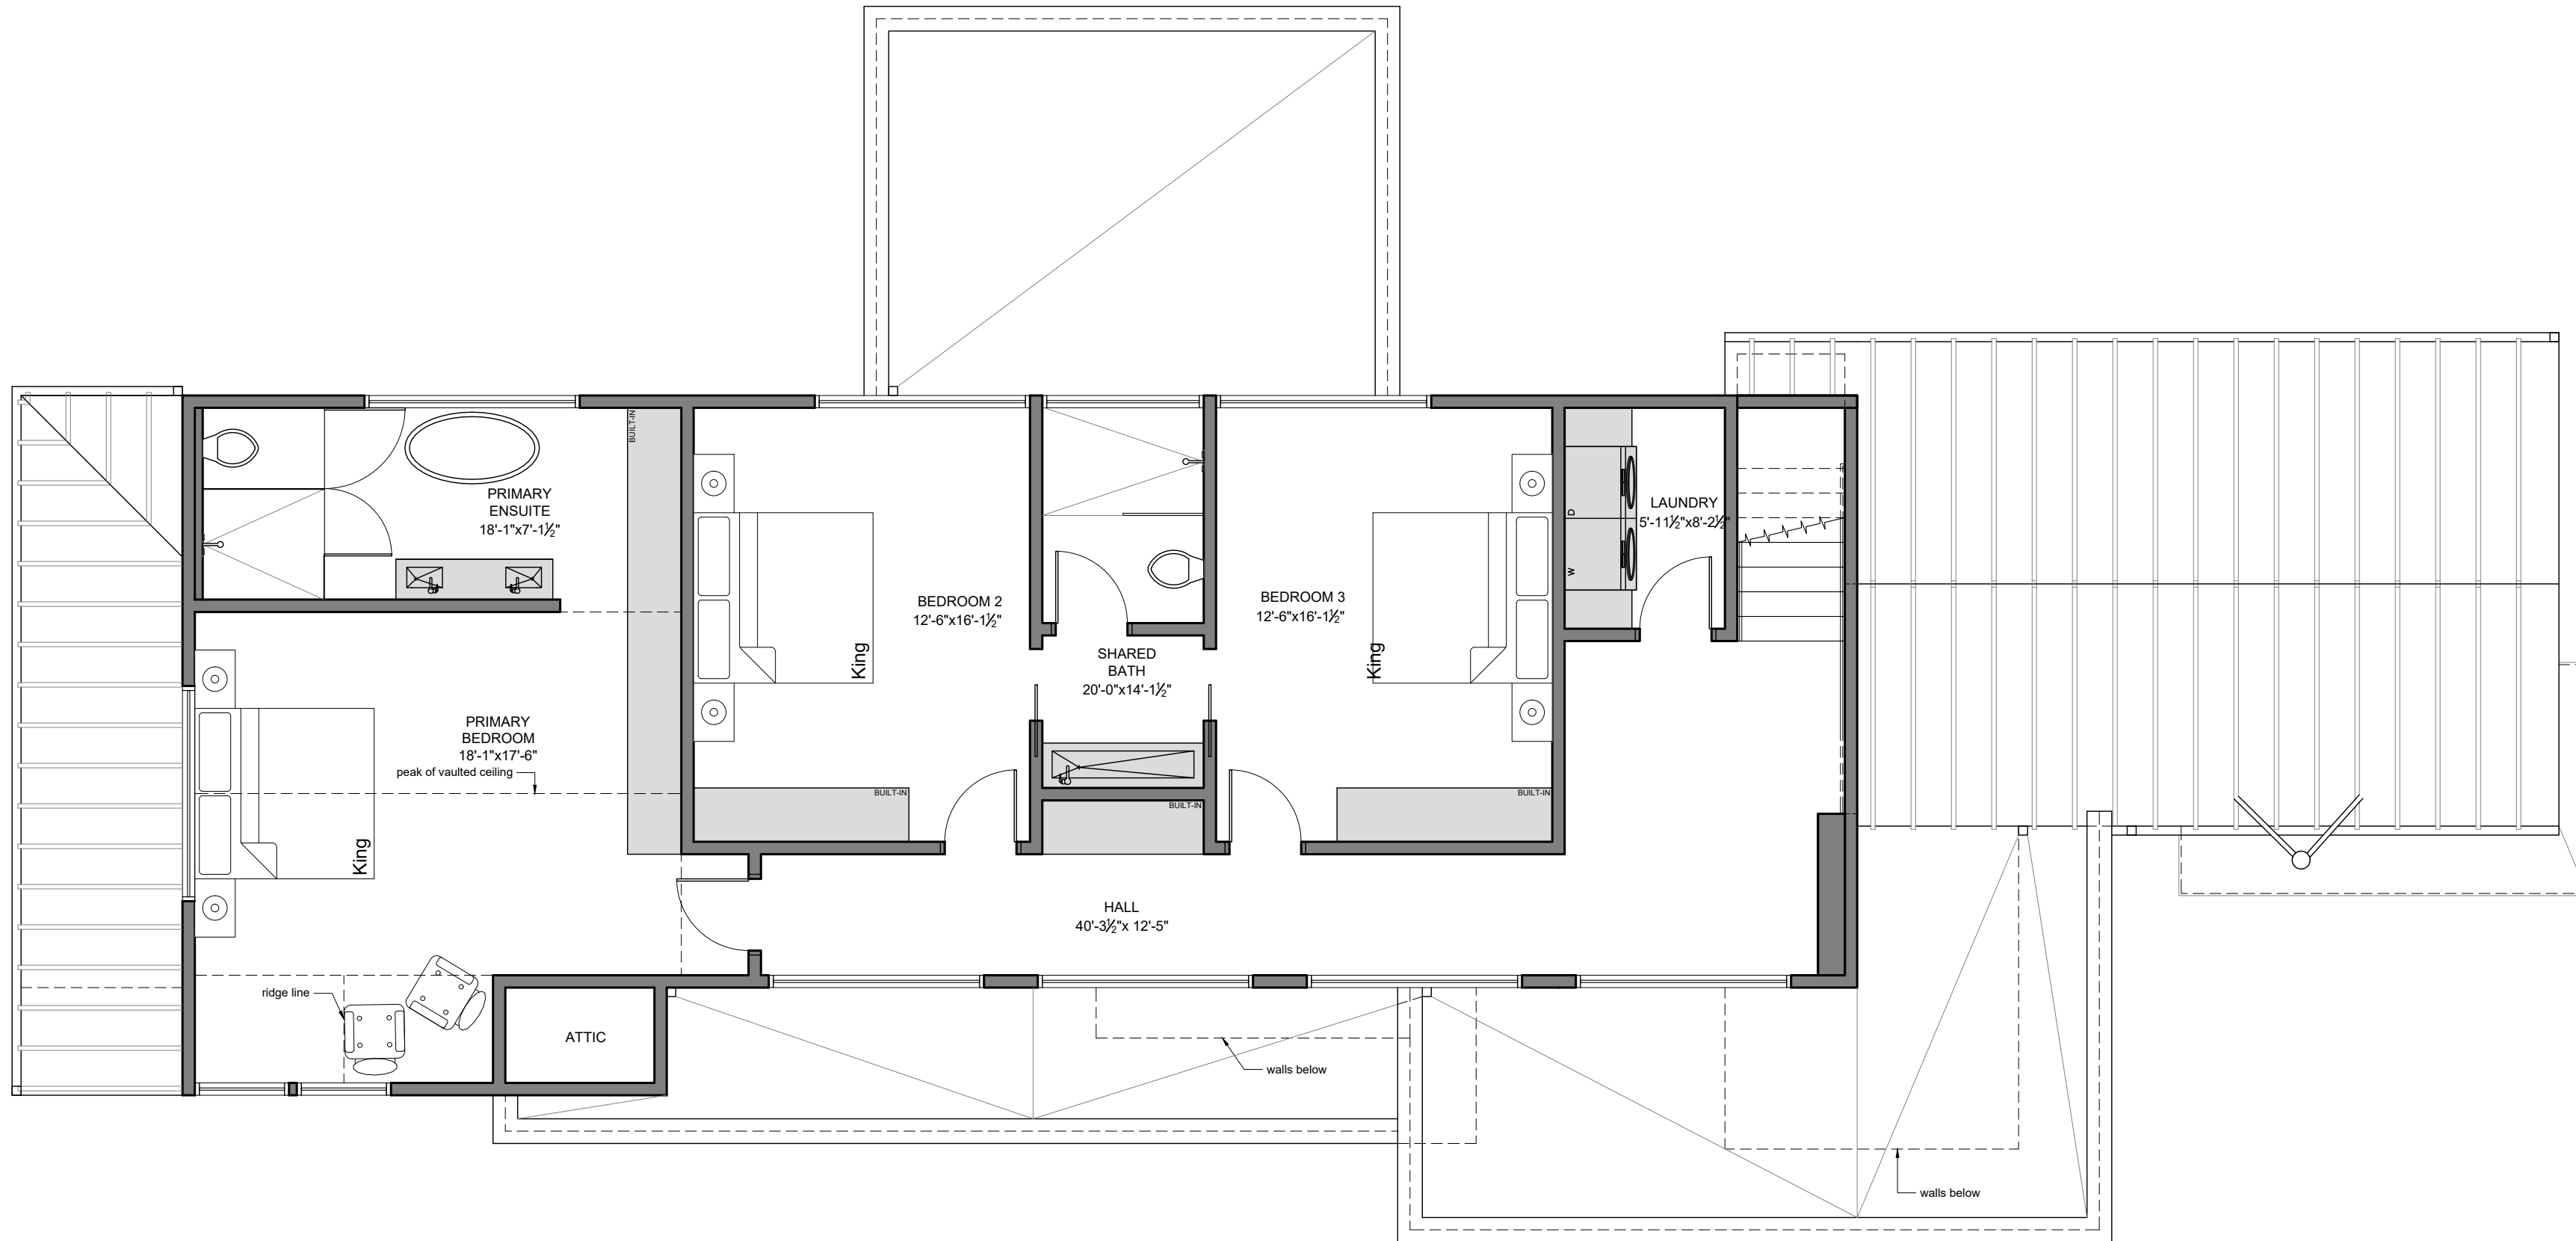 BUILT-IN
PRIMARY
ENSUITE
18'-1"x7'-1½"
D
LAUNDRY
5'-11½"x8'-2½"
W
BEDROOM 2
12'-6"x16'-1½"
BEDROOM 3
12'-6"x16'-1½"
King
King
SHARED
BATH
20'-0"x14'-1½"
PRIMARY
BEDROOM
18'-1"x17'-6"
peak of vaulted ceiling
King
BUILT-IN
BUILT-IN
BUILT-IN
HALL
40'-3½"x 12'-5"
ridge line
ATTIC
walls below
walls below